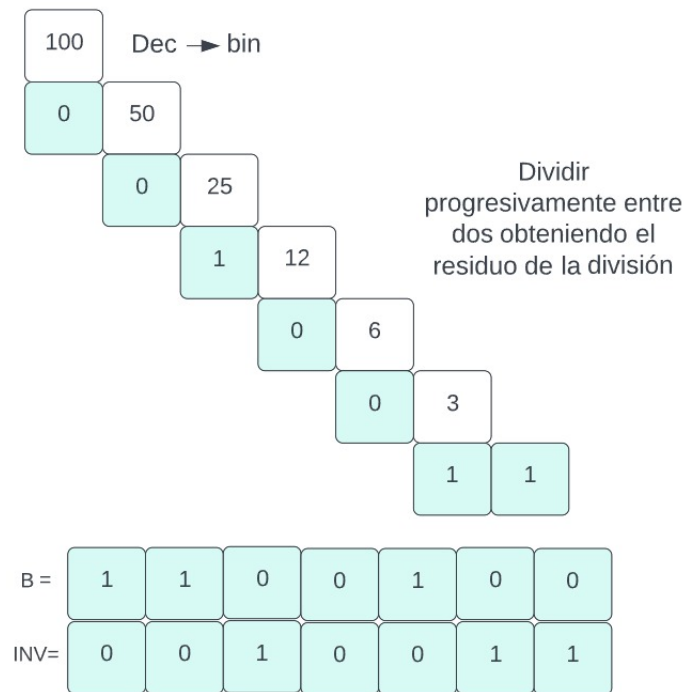 100 Dec → bin
0 50
0 25
Dividir
progresivamente entre
dos obteniendo el
residuo de la división
1 12
0 6
0 3
1 1
B = 1 1 0 0 1 0 0
INV= 0 0 1 0 0 1 1